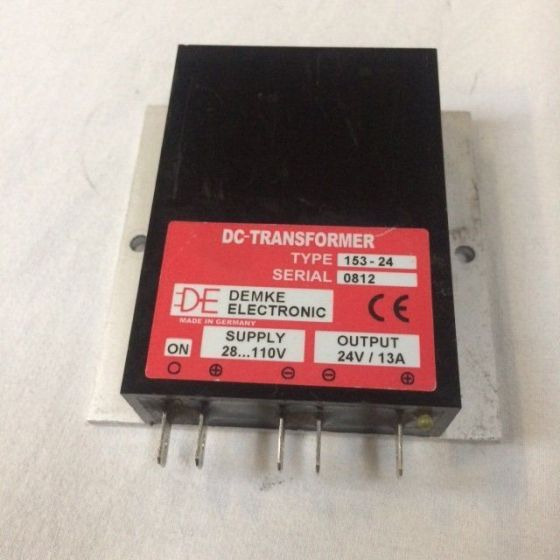 DC-TRANSFORMER
TYPE 153-24
SERIAL 0812
DE DEMKE
ELECTRONIC
CE
MADE IN GERMANY
ON SUPPLY OUTPUT
28...110V 24V / 13A
+ - - +